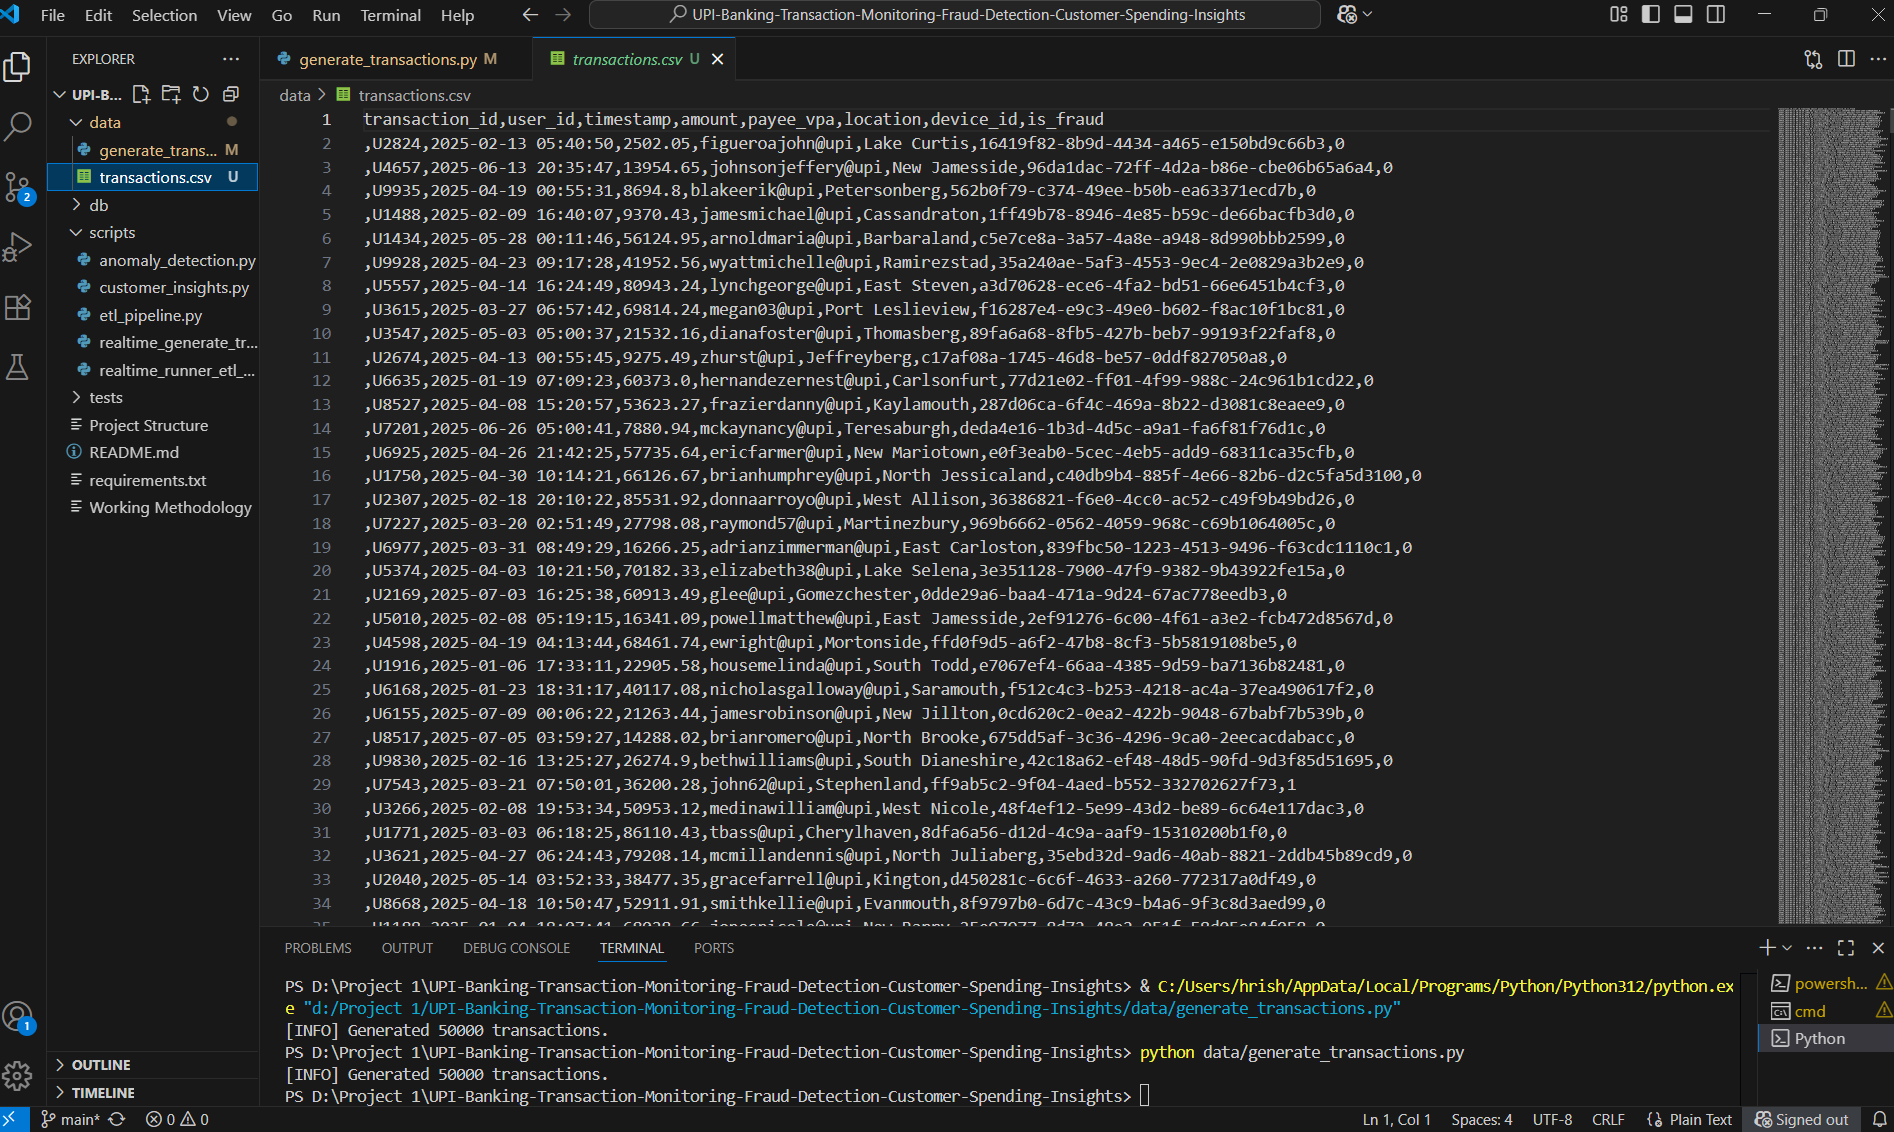 File Edit Selection View Go Run Terminal Help
UPI-Banking-Transaction-Monitoring-Fraud-Detection-Customer-Spending-Insights
EXPLORER
UPI-B...
data
generate_trans... M
transactions.csv U
db
scripts
anomaly_detection.py
customer_insights.py
etl_pipeline.py
realtime_generate_tr...
realtime_runner_etl_...
tests
Project Structure
README.md
requirements.txt
Working Methodology
OUTLINE
TIMELINE
2
1
generate_transactions.py M
transactions.csv U
data > transactions.csv
1 transaction_id,user_id,timestamp,amount,payee_vpa,location,device_id,is_fraud
2 ,U2824,2025-02-13 05:40:50,2502.05,figueroajohn@upi,Lake Curtis,16419f82-8b9d-4434-a465-e150bd9c66b3,0
3 ,U4657,2025-06-13 20:35:47,13954.65,johnsonjeffery@upi,New Jamesside,96da1dac-72ff-4d2a-b86e-cbe06b65a6a4,0
4 ,U9935,2025-04-19 00:55:31,8694.8,blakeerik@upi,Petersonberg,562b0f79-c374-49ee-b50b-ea63371ecd7b,0
5 ,U1488,2025-02-09 16:40:07,9370.43,jamesmichael@upi,Cassandraton,1ff49b78-8946-4e85-b59c-de66bacfb3d0,0
6 ,U1434,2025-05-28 00:11:46,56124.95,arnoldmaria@upi,Barbaraland,c5e7ce8a-3a57-4a8e-a948-8d990bbb2599,0
7 ,U9928,2025-04-23 09:17:28,41952.56,wyattmichelle@upi,Ramirezstad,35a240ae-5af3-4553-9ec4-2e0829a3b2e9,0
8 ,U5557,2025-04-14 16:24:49,80943.24,lynchgeorge@upi,East Steven,a3d70628-ece6-4fa2-bd51-66e6451b4cf3,0
9 ,U3615,2025-03-27 06:57:42,69814.24,megan03@upi,Port Leslieview,f16287e4-e9c3-49e0-b602-f8ac10f1bc81,0
10 ,U3547,2025-05-03 05:00:37,21532.16,dianafoster@upi,Thomasberg,89fa6a68-8fb5-427b-beb7-99193f22faf8,0
11 ,U2674,2025-04-13 00:55:45,9275.49,zhurst@upi,Jeffreyberg,c17af08a-1745-46d8-be57-0ddf827050a8,0
12 ,U6635,2025-01-19 07:09:23,60373.0,hernandezernest@upi,Carlsonfurt,77d21e02-ff01-4f99-988c-24c961b1cd22,0
13 ,U8527,2025-04-08 15:20:57,53623.27,frazierdanny@upi,Kaylamouth,287d06ca-6f4c-469a-8b22-d3081c8eaee9,0
14 ,U7201,2025-06-26 05:00:41,7880.94,mckaynancy@upi,Teresaburgh,deda4e16-1b3d-4d5c-a9a1-fa6f81f76d1c,0
15 ,U6925,2025-04-26 21:42:25,57735.64,ericfarmer@upi,New Mariotown,e0f3eab0-5cec-4eb5-add9-68311ca35cfb,0
16 ,U1750,2025-04-30 10:14:21,66126.67,brianhumphrey@upi,North Jessicaland,c40db9b4-885f-4e66-82b6-d2c5fa5d3100,0
17 ,U2307,2025-02-18 20:10:22,85531.92,donnaarroyo@upi,West Allison,36386821-f6e0-4cc0-ac52-c49f9b49bd26,0
18 ,U7227,2025-03-20 02:51:49,27798.08,raymond57@upi,Martinezbury,969b6662-0562-4059-968c-c69b1064005c,0
19 ,U6977,2025-03-31 08:49:29,16266.25,adrianzimmerman@upi,East Carloston,839fbc50-1223-4513-9496-f63cdc1110c1,0
20 ,U5374,2025-04-03 10:21:50,70182.33,elizabeth38@upi,Lake Selena,3e351128-7900-47f9-9382-9b43922fe15a,0
21 ,U2169,2025-07-03 16:25:38,60913.49,glee@upi,Gomezchester,0dde29a6-baa4-471a-9d24-67ac778eedb3,0
22 ,U5010,2025-02-08 05:19:15,16341.09,powellmatthew@upi,East Jamesside,2ef91276-6c00-4f61-a3e2-fcb472d8567d,0
23 ,U4598,2025-04-19 04:13:44,68461.74,ewright@upi,Mortonside,ffd0f9d5-a6f2-47b8-8cf3-5b5819108be5,0
24 ,U1916,2025-01-06 17:33:11,22905.58,housemelinda@upi,South Todd,e7067ef4-66aa-4385-9d59-ba7136b82481,0
25 ,U6168,2025-01-23 18:31:17,40117.08,nicholasgalloway@upi,Saramouth,f512c4c3-b253-4218-ac4a-37ea490617f2,0
26 ,U6155,2025-07-09 00:06:22,21263.44,jamesrobinson@upi,New Jillton,0cd620c2-0ea2-422b-9048-67babf7b539b,0
27 ,U8517,2025-07-05 03:59:27,14288.02,brianromero@upi,North Brooke,675dd5af-3c36-4296-9ca0-2eecacdabacc,0
28 ,U9830,2025-02-16 13:25:27,26274.9,bethwilliams@upi,South Dianeshire,42c18a62-ef48-48d5-90fd-9d3f85d51695,0
29 ,U7543,2025-03-21 07:50:01,36200.28,john62@upi,Stephenland,ff9ab5c2-9f04-4aed-b552-332702627f73,1
30 ,U3266,2025-02-08 19:53:34,50953.12,medinawilliam@upi,West Nicole,48f4ef12-5e99-43d2-be89-6c64e117dac3,0
31 ,U1771,2025-03-03 06:18:25,86110.43,tbass@upi,Cherylhaven,8dfa6a56-d12d-4c9a-aaf9-15310200b1f0,0
32 ,U3621,2025-04-27 06:24:43,79208.14,mcmillandennis@upi,North Juliaberg,35ebd32d-9ad6-40ab-8821-2ddb45b89cd9,0
33 ,U2040,2025-05-14 03:52:33,38477.35,gracefarrell@upi,Kington,d450281c-6c6f-4633-a260-772317a0df49,0
34 ,U8668,2025-04-18 10:50:47,52911.91,smithkellie@upi,Evanmouth,8f9797b0-6d7c-43c9-b4a6-9f3c8d3aed99,0
PROBLEMS OUTPUT DEBUG CONSOLE TERMINAL PORTS
PS D:\Project 1\UPI-Banking-Transaction-Monitoring-Fraud-Detection-Customer-Spending-Insights> & C:/Users/hrish/AppData/Local/Programs/Python/Python312/python.ex
e "d:/Project 1/UPI-Banking-Transaction-Monitoring-Fraud-Detection-Customer-Spending-Insights/data/generate_transactions.py"
[INFO] Generated 50000 transactions.
PS D:\Project 1\UPI-Banking-Transaction-Monitoring-Fraud-Detection-Customer-Spending-Insights> python data/generate_transactions.py
[INFO] Generated 50000 transactions.
PS D:\Project 1\UPI-Banking-Transaction-Monitoring-Fraud-Detection-Customer-Spending-Insights>
powersh...
cmd
Python
main* 0 0 Ln 1, Col 1 Spaces: 4 UTF-8 CRLF {} Plain Text Signed out